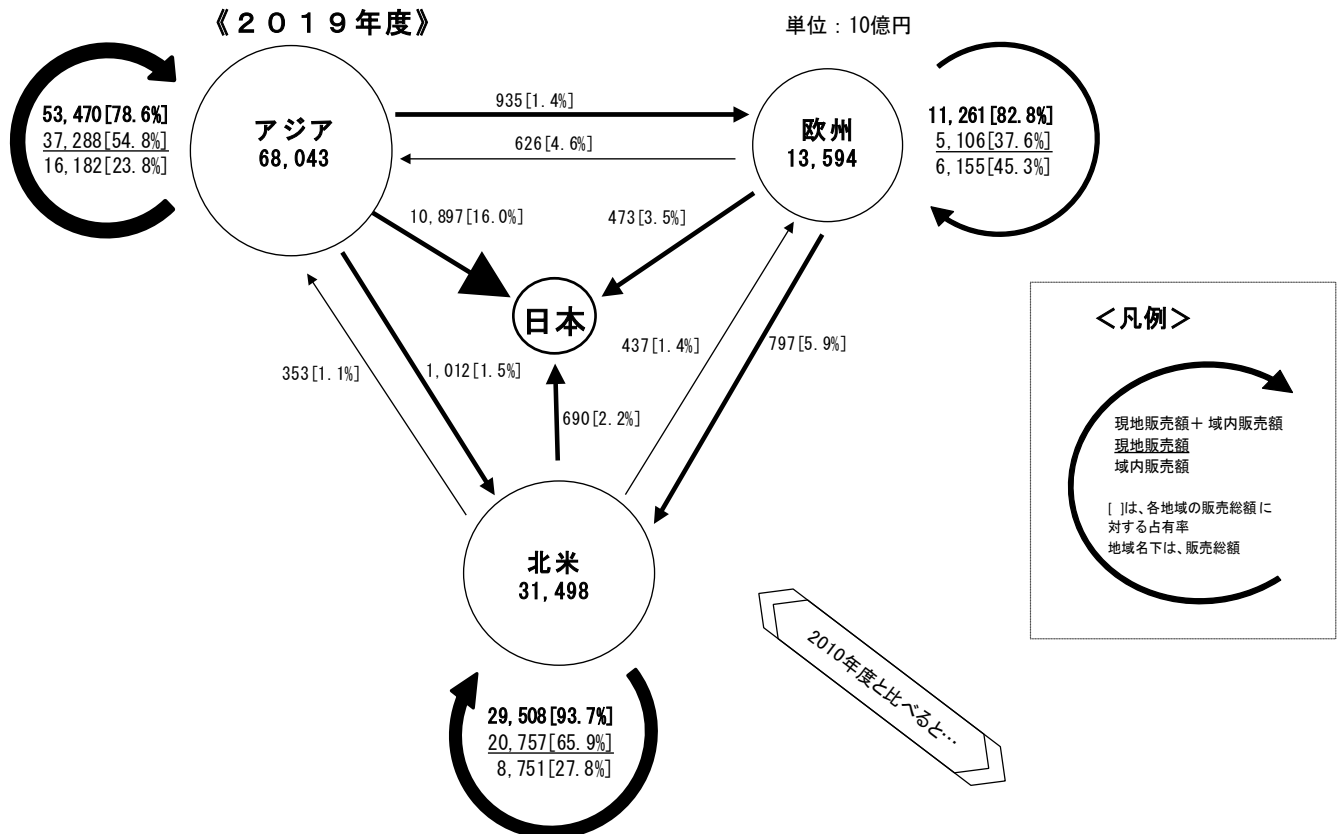 《２０１９年度》
単位：10億円
53,470[78.6%]
37,288[54.8%]
16,182[23.8%]
アジア
68,043
935[1.4%]
626[4.6%]
欧州
13,594
11,261[82.8%]
5,106[37.6%]
6,155[45.3%]
10,897[16.0%]
473[3.5%]
日本
353[1.1%]
1,012[1.5%]
437[1.4%]
797[5.9%]
690[2.2%]
北米
31,498
29,508[93.7%]
20,757[65.9%]
8,751[27.8%]
2010年度と比べると…
＜凡例＞
現地販売額＋域内販売額
現地販売額
域内販売額
[ ]は、各地域の販売総額に
対する占有率
地域名下は、販売総額